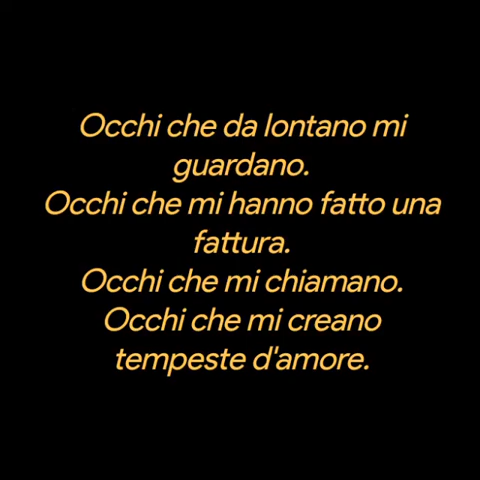 Occhi che da lontano mi
guardano.
Occhi che mi hanno fatto una
fattura.
Occhi che mi chiamano.
Occhi che mi creano
tempeste d'amore.